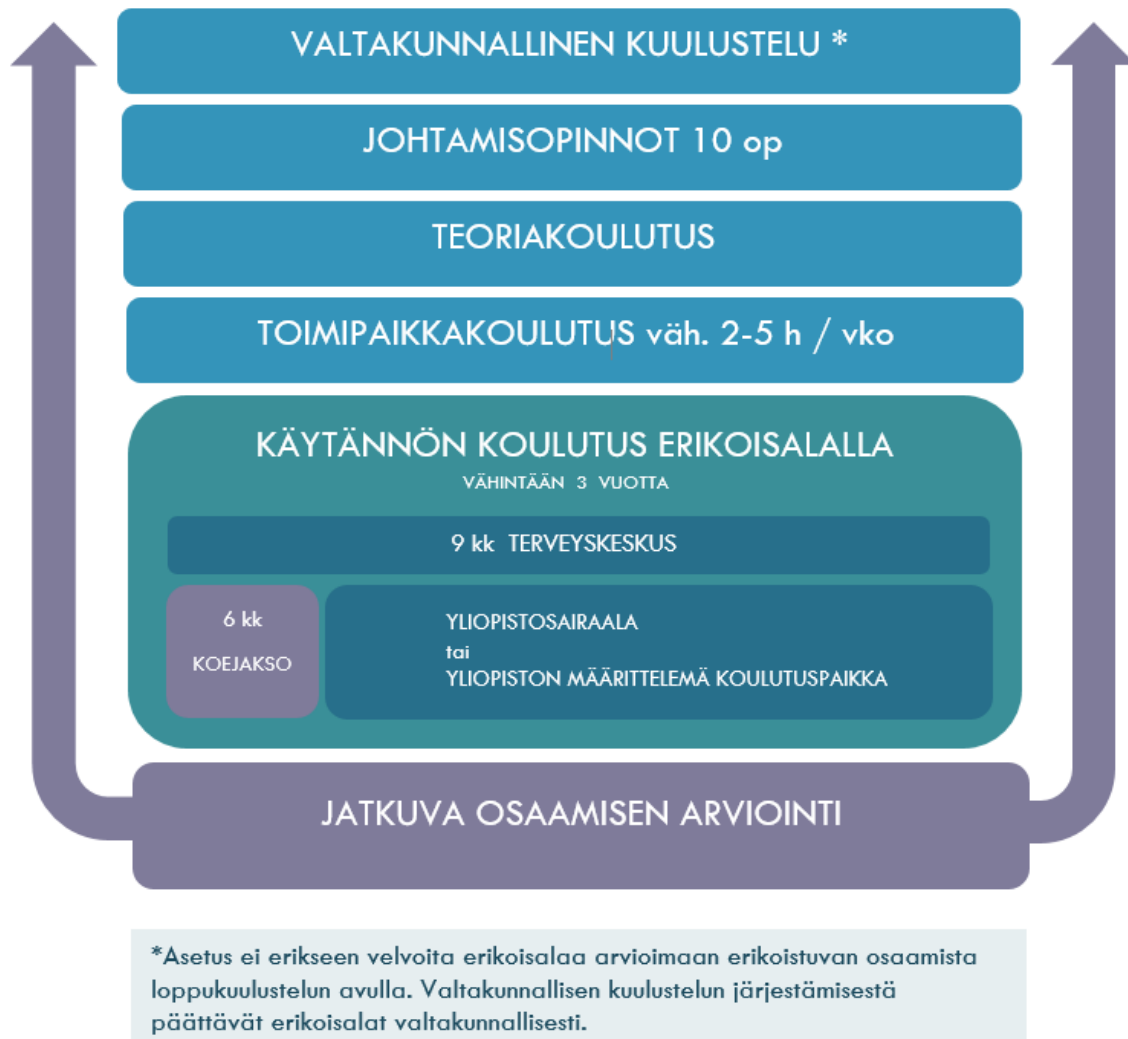 VALTAKUNNALLINEN KUULUSTELU *
JOHTAMISOPINNOT 10 op
TEORIAKOULUTUS
TOIMIPAIKKAKOULUTUS väh. 2-5 h / vko
KÄYTÄNNÖN KOULUTUS ERIKOISALALLA
VÄHINTÄÄN 3 VUOTTA
9 kk TERVEYSKESKUS
6 kk
KOEJAKSO
YLIOPISTOSAIRAALA
tai
YLIOPISTON MÄÄRITTELEMÄ KOULUTUSPAIKKA
JATKUVA OSAAMISEN ARVIOINTI
*Asetus ei erikseen velvoita erikoisalaa arvioimaan erikoistuvan osaamista
loppukuulustelun avulla. Valtakunnallisen kuulustelun järjestämisestä
päättävät erikoisalat valtakunnallisesti.